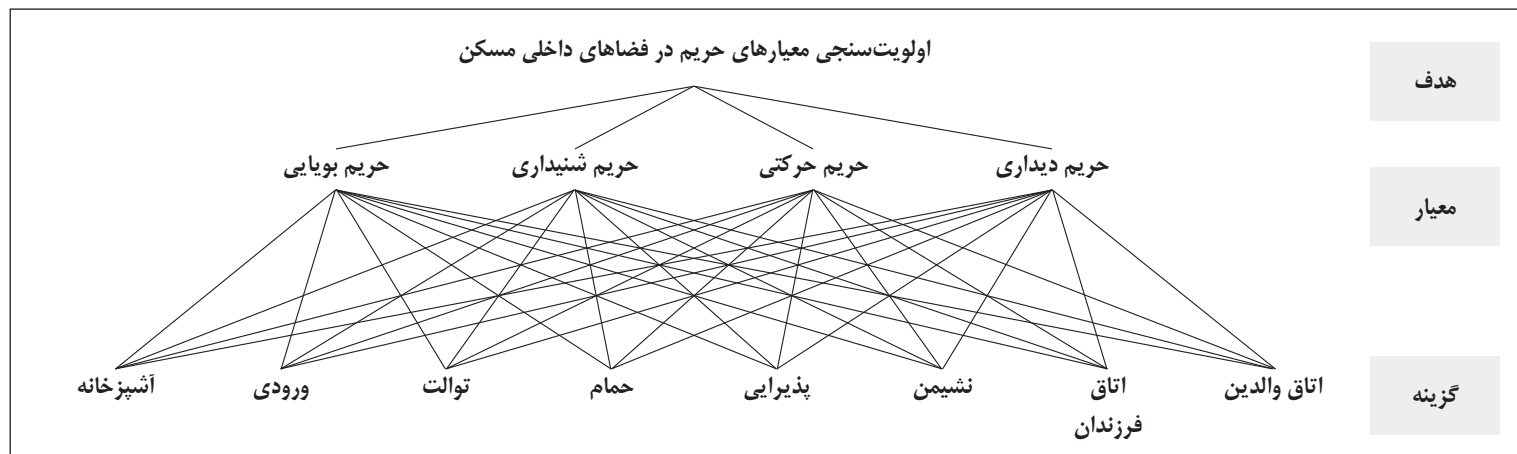 اولویت‌سنجی معیارهای حریم در فضاهای داخلی مسکن
هدف
حریم دیداری
حریم حرکتی
حریم شنیداری
حریم بویایی
معیار
اتاق والدین
اتاق
فرزندان
نشیمن
پذیرایی
حمام
توالت
ورودی
آشپزخانه
گزینه